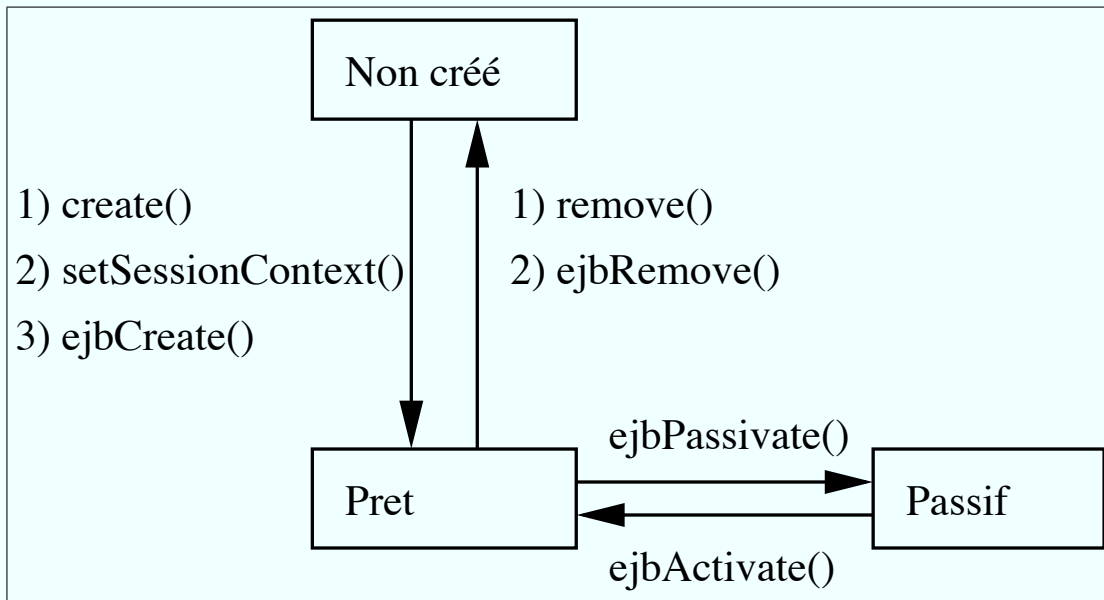 Non créé
1) create()
2) setSessionContext()
3) ejbCreate()
1) remove()
2) ejbRemove()
ejbPassivate()
Pret
Passif
ejbActivate()